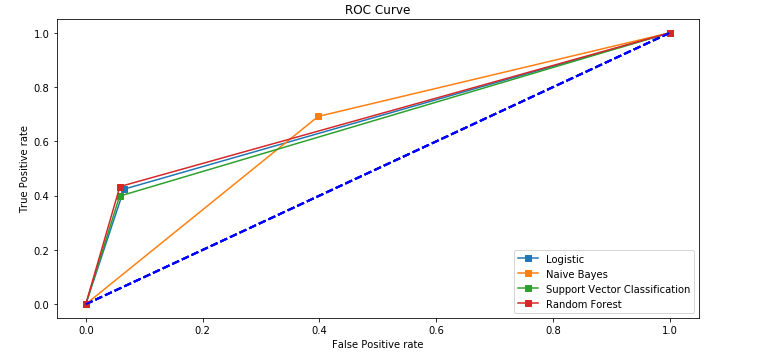 ROC Curve
True Positive rate
1.0
0.8
0.6
0.4
0.2
0.0
Logistic
Naive Bayes
Support Vector Classification
Random Forest
0.0 0.2 0.4 0.6 0.8 1.0
False Positive rate